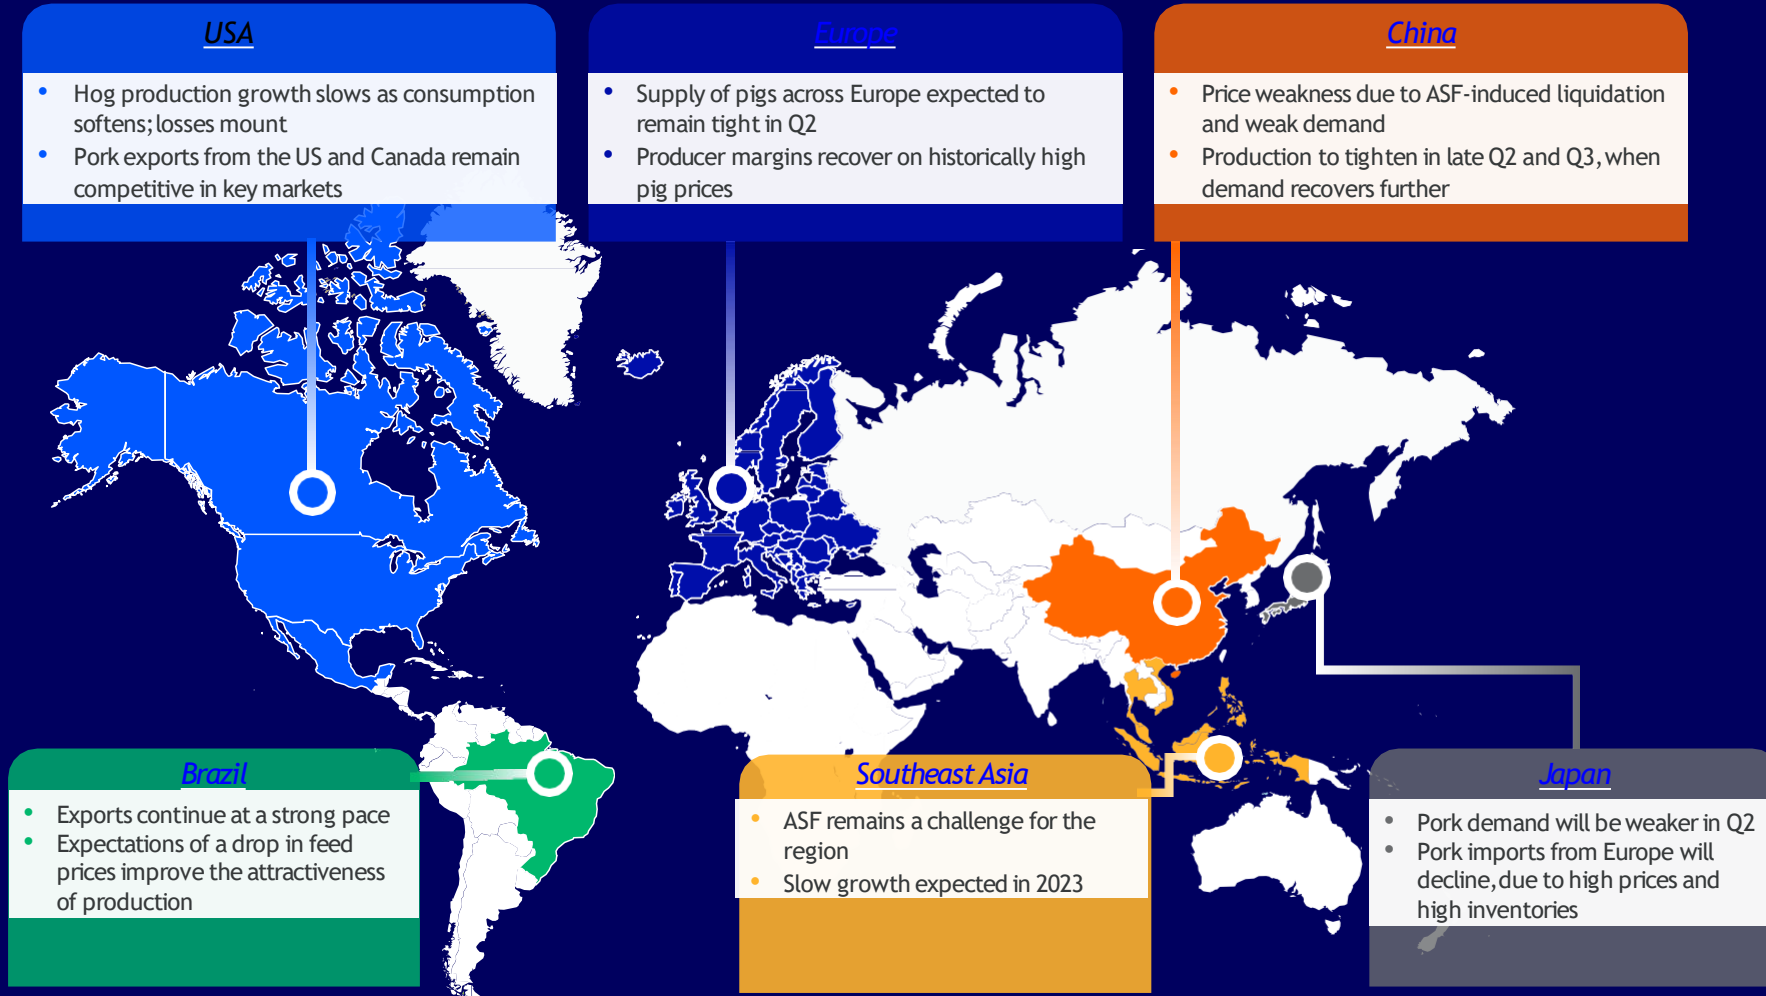 USA
• Hog production growth slows as consumption
softens; losses mount
• Pork exports from the US and Canada remain
competitive in key markets
Europe
• Supply of pigs across Europe expected to
remain tight in Q2
• Producer margins recover on historically high
pig prices
China
• Price weakness due to ASF-induced liquidation
and weak demand
• Production to tighten in late Q2 and Q3, when
demand recovers further
Brazil
• Exports continue at a strong pace
• Expectations of a drop in feed
prices improve the attractiveness
of production
Southeast Asia
• ASF remains a challenge for the
region
• Slow growth expected in 2023
Japan
• Pork demand will be weaker in Q2
• Pork imports from Europe will
decline, due to high prices and
high inventories